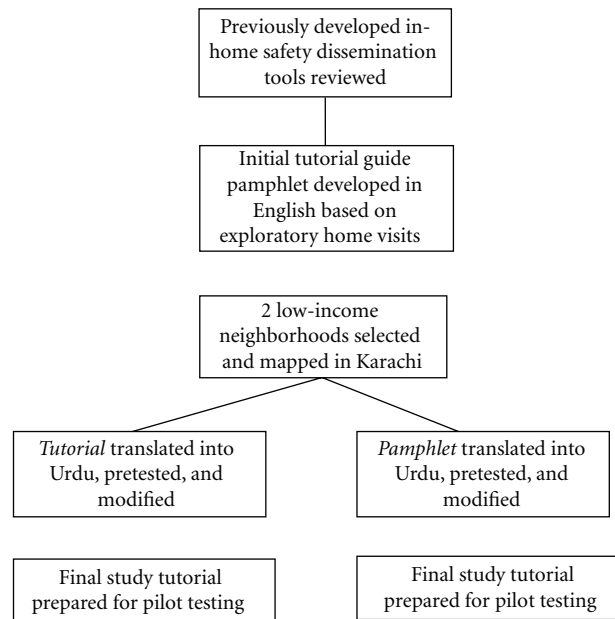 Previously developed in-
home safety dissemination
tools reviewed
Initial tutorial guide
pamphlet developed in
English based on
exploratory home visits
2 low-income
neighborhoods selected
and mapped in Karachi
Tutorial translated into
Urdu, pretested, and
modified
Pamphlet translated into
Urdu, pretested, and
modified
Final study tutorial
prepared for pilot testing
Final study tutorial
prepared for pilot testing